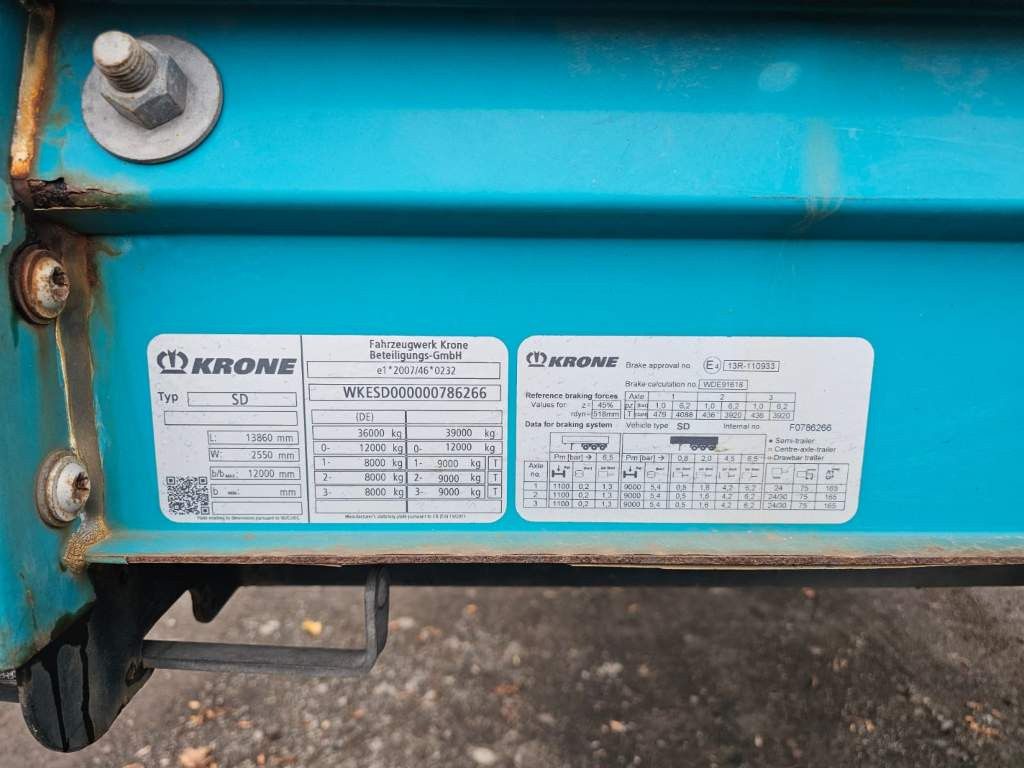 KRONE
Typ SD
L: 13860 mm
W: 2550 mm
b/b 12000 mm
b mm
Fahrzeugwerk Krone
Beteiligungs-GmbH
e1*2007/46*0232
WKESD000000786266
(DE)
36000 kg 39000 kg
0- 12000 kg 0- 12000 kg
1- 8000 kg 1- 9000 kg T
2- 8000 kg 2- 9000 kg T
3- 8000 kg 3- 9000 kg T
KRONE
Brake approval no E4 13R-110933
Brake calculation no. WDE91618
Reference braking forces Axle 1 2 3
Values for z= 45% 1,0 6,2 1,0 6,2 1,0 6,2
rdyn= 518mm T 479 4088 436 3920 436 3920
Data for braking system Vehicle type SD Internal no. F0786266
Semi-trailer
Centre-axle-trailer
Drawbar trailer
Pm [bar] → 6,5 Pm [bar] → 0,8 2,0 4,5 6,5
Axle no
1 1100 0,2 1,3 9000 5,4 0,5 1,6 4,2 6,2 24 75 165
2 1100 0,2 1,3 9000 5,4 0,5 1,6 4,2 6,2 24/30 75 165
3 1100 0,2 1,3 9000 5,4 0,5 1,6 4,2 6,2 24/30 75 165